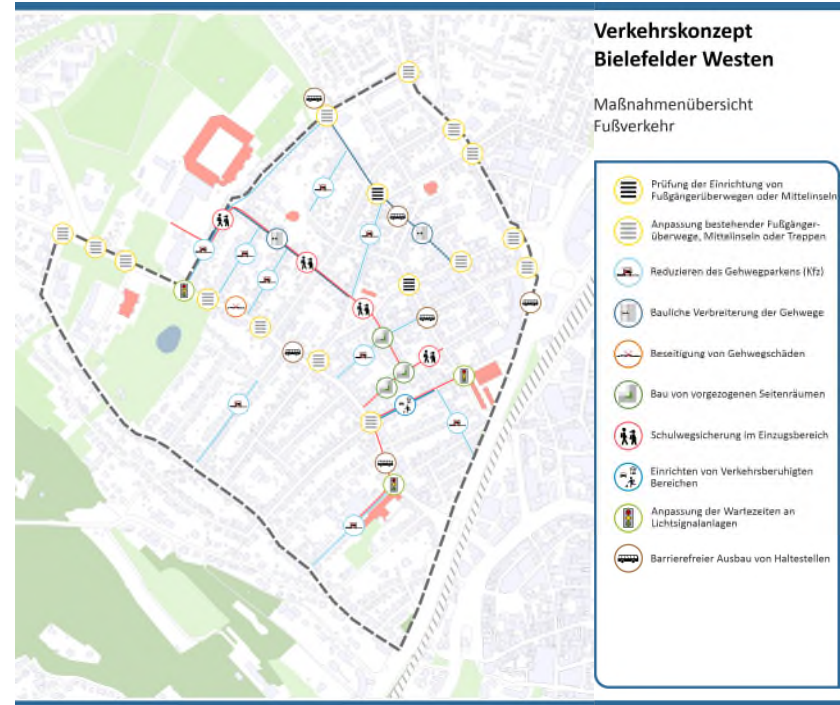 Verkehrskonzept
Bielefelder Westen
Maßnahmenübersicht
Fußverkehr
Prüfung der Einrichtung von
Fußgängerüberwegen oder Mittelinseln
Anpassung bestehender Fußgänger-
überwege, Mittelinseln oder Treppen
Reduzieren des Gehwegparkens (Kfz)
Bauliche Verbreiterung der Gehwege
Beseitigung von Gehwegschäden
Bau von vorgezogenen Seitenräumen
Schulwegsicherung im Einzugsbereich
Einrichten von Verkehrsberuhigten
Bereichen
Anpassung der Wartezeiten an
Lichtsignalanlagen
Barrierefreier Ausbau von Haltestellen